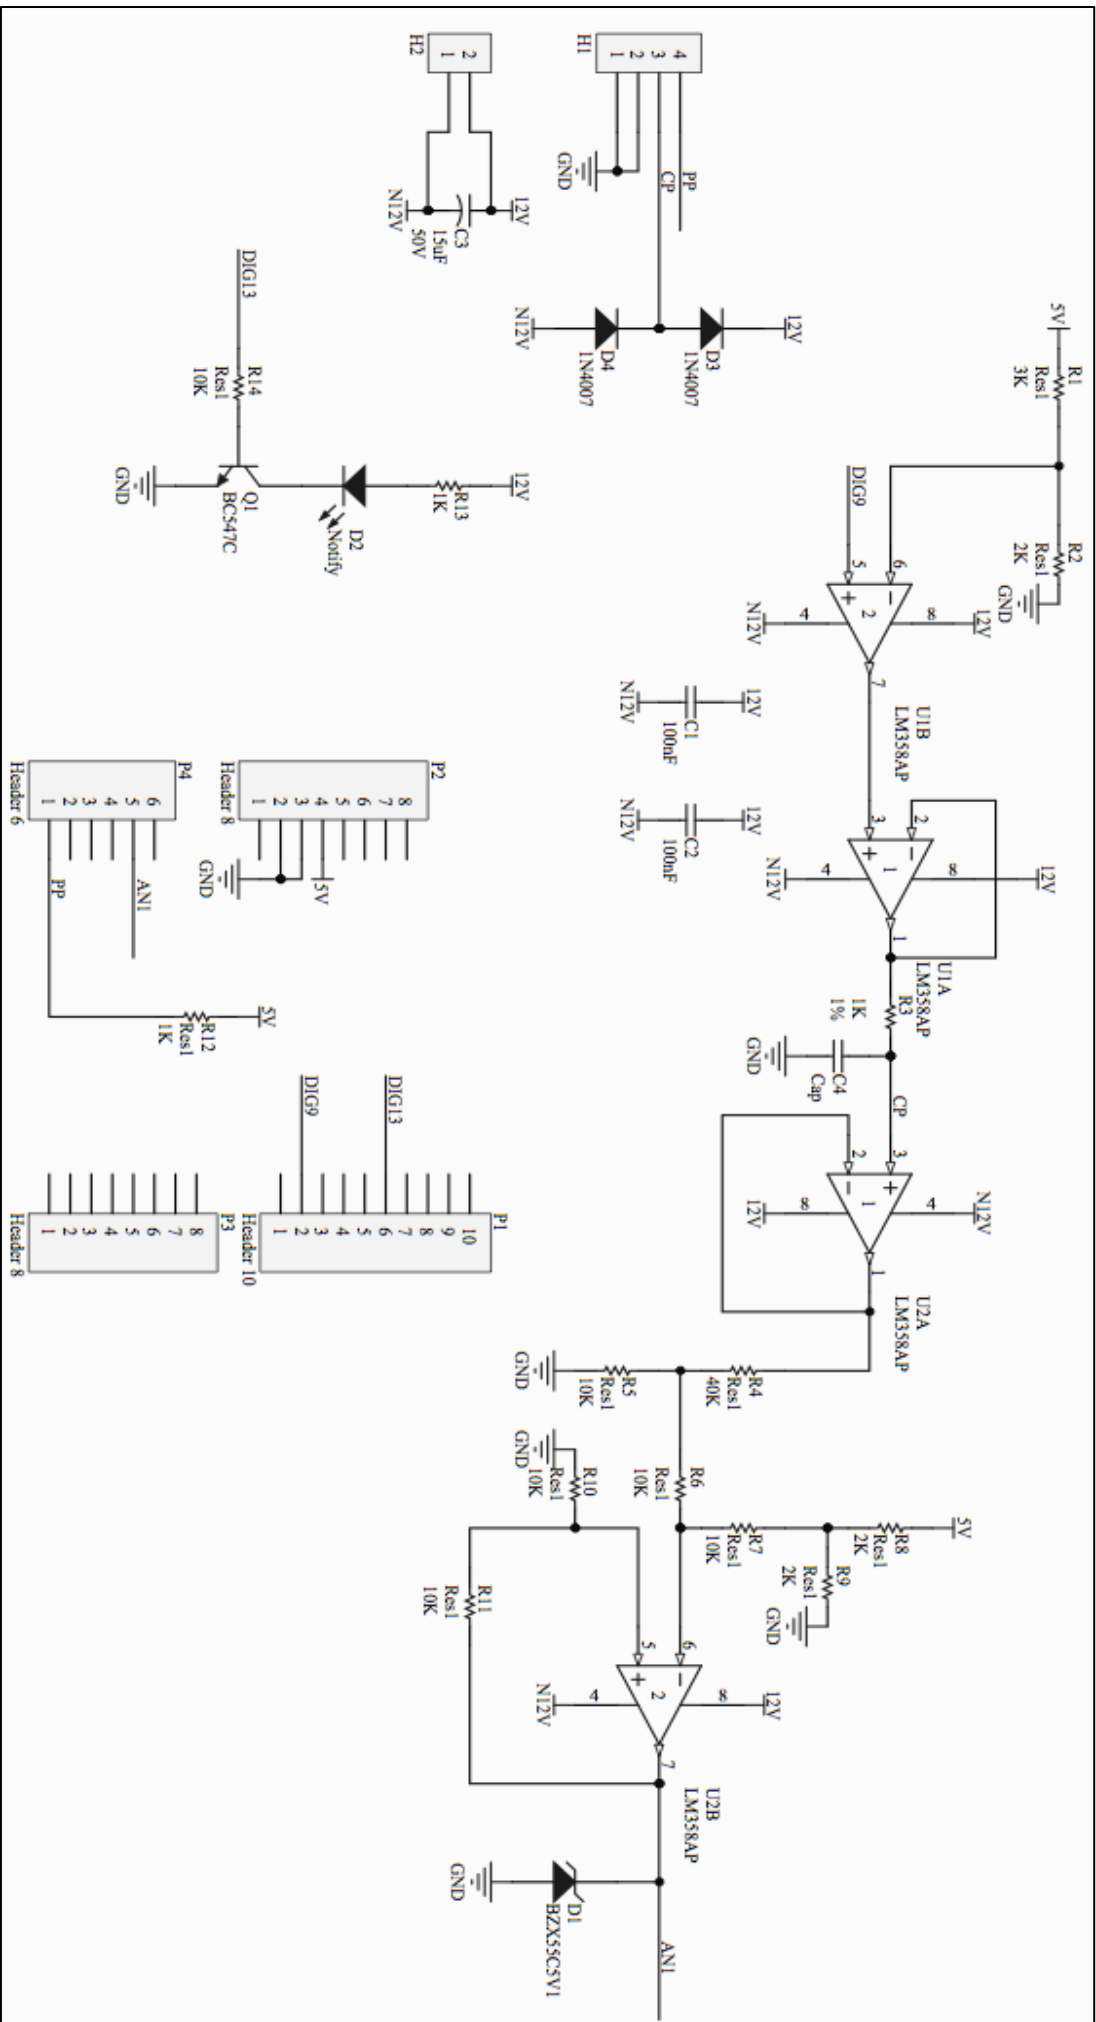 5V
R1
Res1
3K
R2
Res1
2K
GND
DIG9
5
6
+
−
2
12V
8
4
N12V
7
U1B
LM358AP
3
2
+
−
1
12V
8
4
N12V
1
U1A
LM358AP
R3
1K
1%
C4
Cap
GND
CP
3
2
+
−
1
N12V
4
8
12V
1
U2A
LM358AP
R4
Res1
40K
R5
Res1
10K
GND
R6
Res1
10K
5V
R8
Res1
2K
R9
Res1
2K
GND
R7
Res1
10K
GND
R10
Res1
10K
R11
Res1
10K
6
5
−
+
2
12V
8
4
N12V
7
U2B
LM358AP
D1
BZX55C5V1
GND
AN1
H1
4
3
2
1
PP
CP
GND
12V
D3
1N4007
D4
1N4007
N12V
12V
C1
100nF
N12V
12V
C2
100nF
N12V
H2
2
1
12V
C3
15uF
50V
N12V
12V
R13
1K
D2
Notify
DIG13
R14
Res1
10K
Q1
BC547C
GND
P2
8
7
6
5
4
3
2
1
Header 8
5V
GND
P4
6
5
4
3
2
1
Header 6
AN1
PP
5V
R12
Res1
1K
DIG13
DIG9
P1
10
9
8
7
6
5
4
3
2
1
Header 10
P3
8
7
6
5
4
3
2
1
Header 8